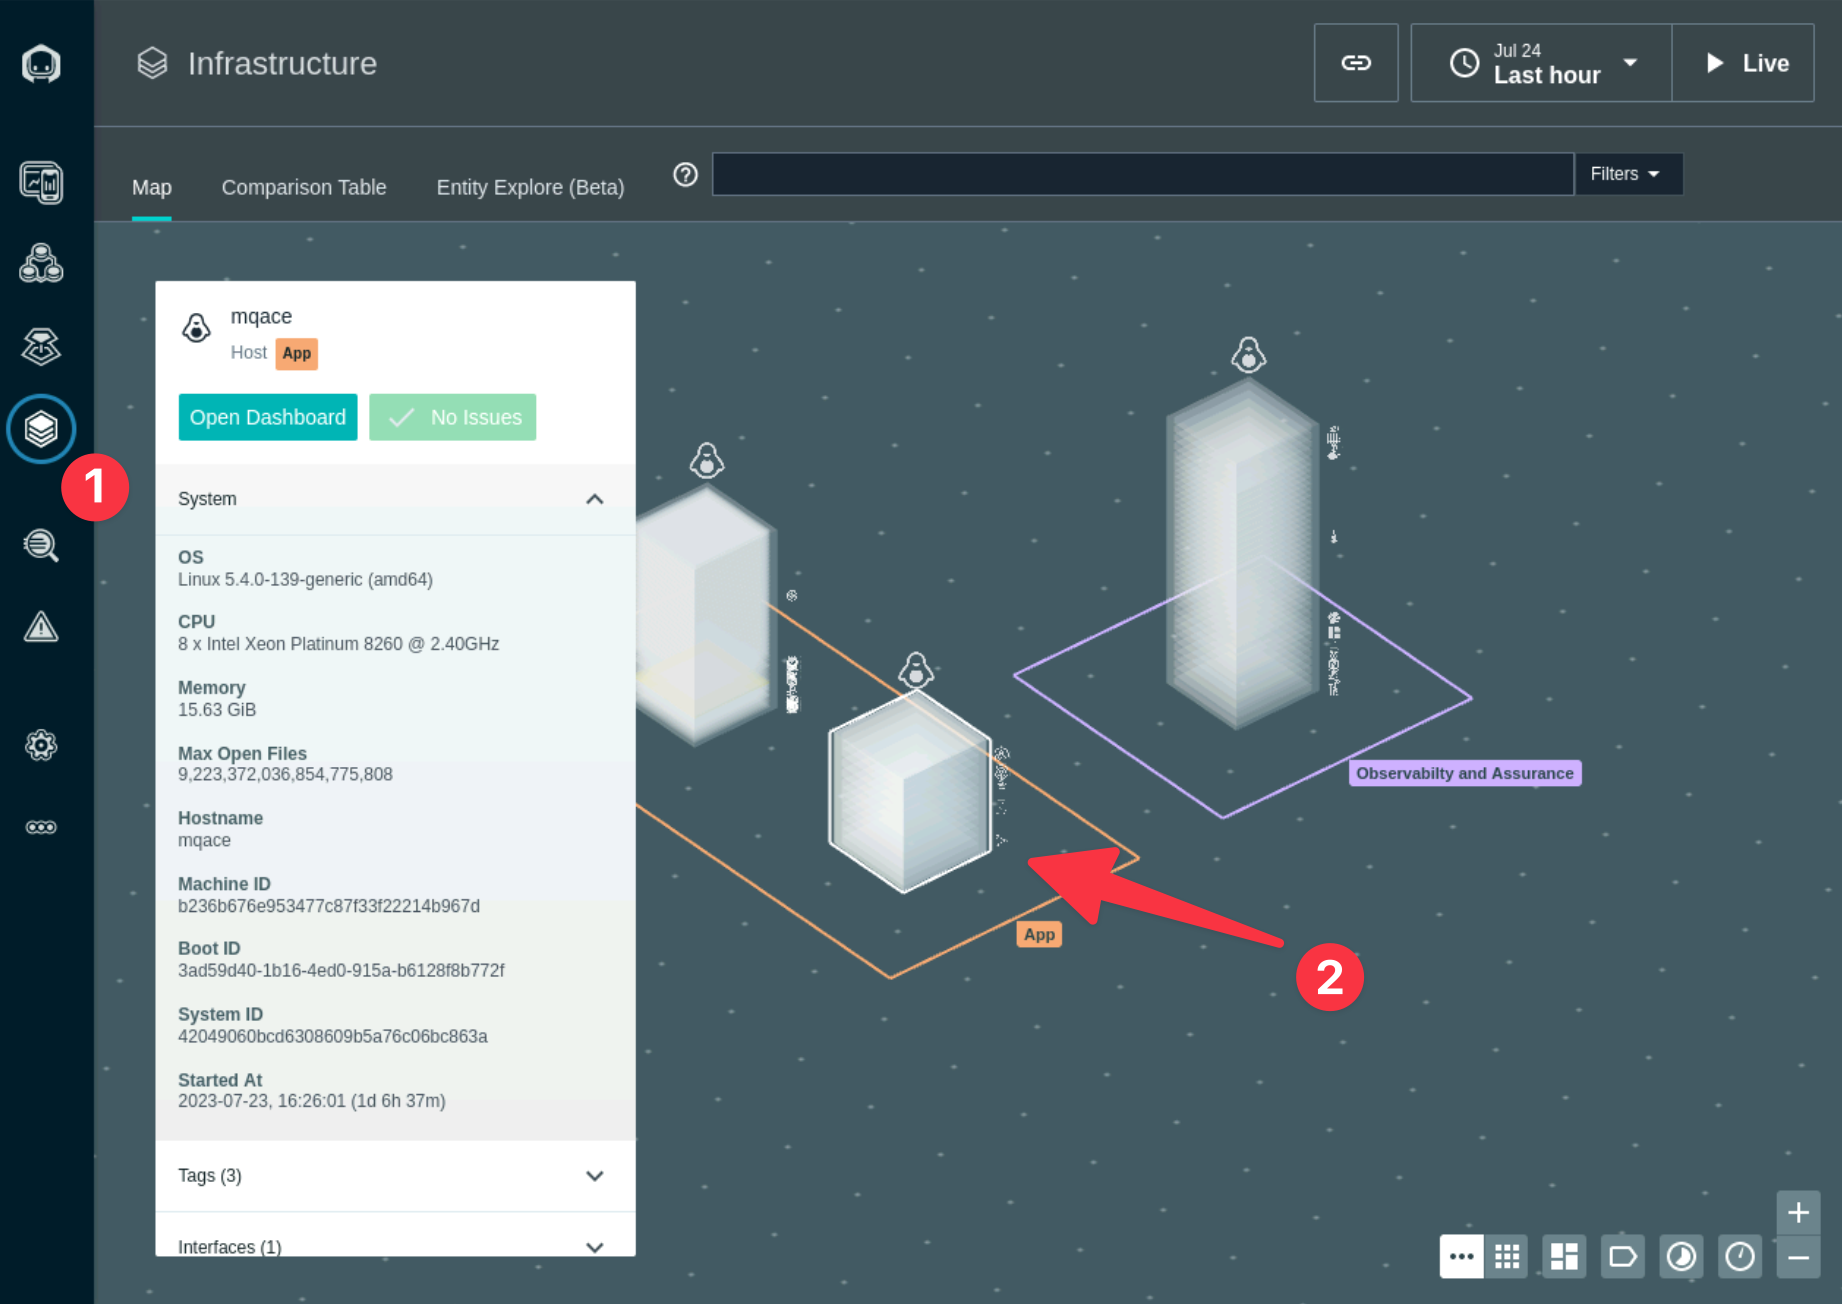 Infrastructure
Jul 24
Last hour
Live
Map
Comparison Table
Entity Explore (Beta)
Filters
mqace
Host
App
Open Dashboard
No Issues
System
OS
Linux 5.4.0-139-generic (amd64)
CPU
8 x Intel Xeon Platinum 8260 @ 2.40GHz
Memory
15.63 GiB
Max Open Files
9,223,372,036,854,775,808
Hostname
mqace
Machine ID
b236b676e953477c87f33f22214b967d
Boot ID
3ad59d40-1b16-4ed0-915a-b6128f8b772f
System ID
42049060bcd6308609b5a76c06bc863a
Started At
2023-07-23, 16:26:01 (1d 6h 37m)
Tags (3)
Interfaces (1)
1
Observabilty and Assurance
App
2